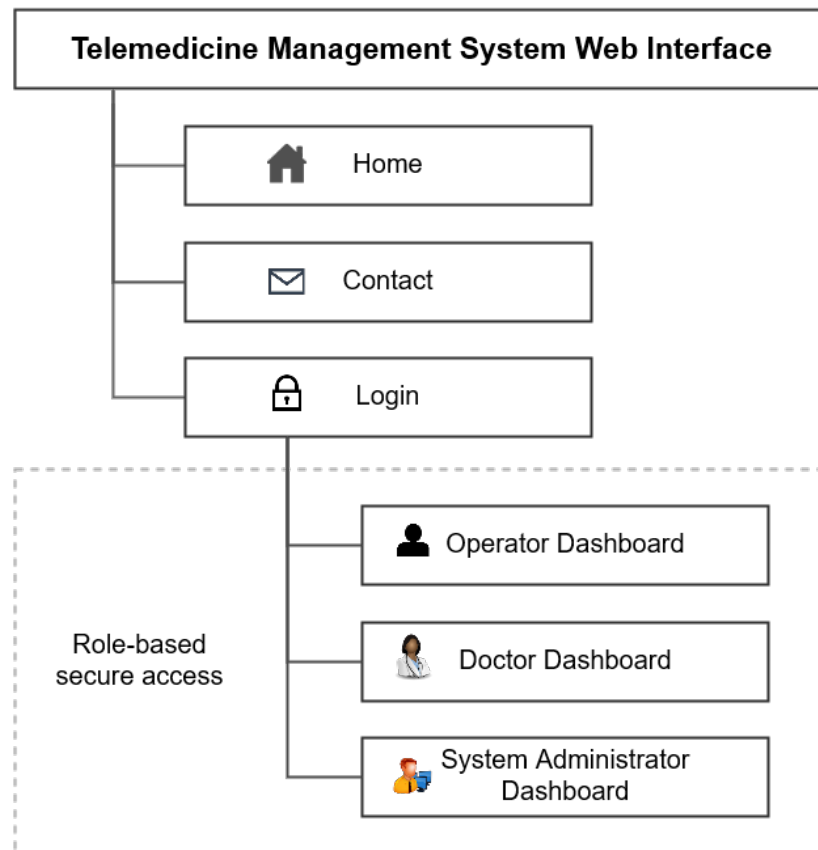 Telemedicine Management System Web Interface
Home
Contact
Login
Operator Dashboard
Role-based
secure access
Doctor Dashboard
System Administrator
Dashboard